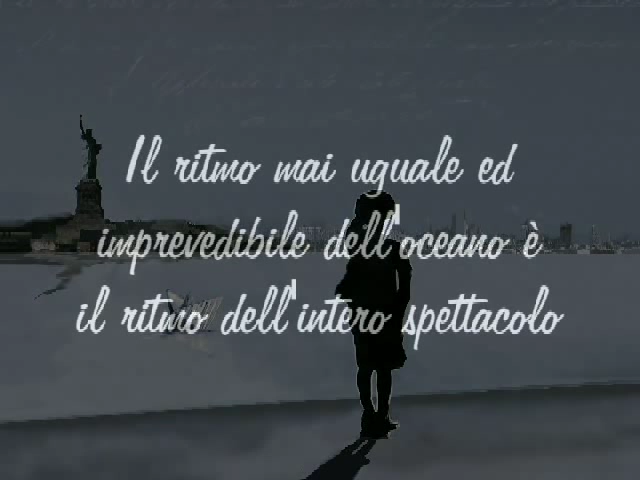 Il ritmo mai uguale ed
imprevedibile dell'oceano è
il ritmo dell'intero spettacolo